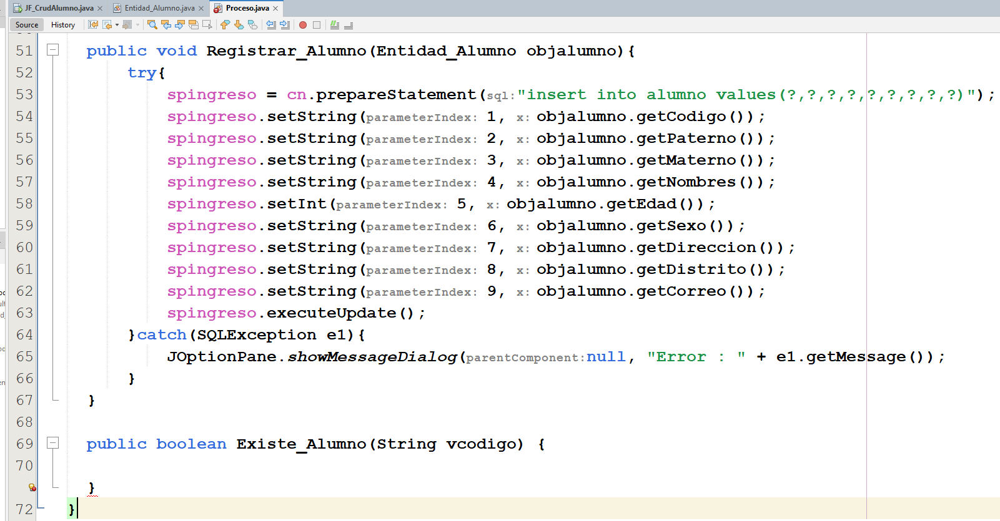 JF_CrudAlumno.java Entidad_Alumno.java Proceso.java
Source History
51 public void Registrar_Alumno(Entidad_Alumno objalumno){
52 try{
53 spingreso = cn.prepareStatement(sql:"insert into alumno values(?,?,?,?,?,?,?,?,?)");
54 spingreso.setString(parameterIndex: 1, x: objalumno.getCodigo());
55 spingreso.setString(parameterIndex: 2, x: objalumno.getPaterno());
56 spingreso.setString(parameterIndex: 3, x: objalumno.getMaterno());
57 spingreso.setString(parameterIndex: 4, x: objalumno.getNombres());
58 spingreso.setInt(parameterIndex: 5, x: objalumno.getEdad());
59 spingreso.setString(parameterIndex: 6, x: objalumno.getSexo());
60 spingreso.setString(parameterIndex: 7, x: objalumno.getDireccion());
61 spingreso.setString(parameterIndex: 8, x: objalumno.getDistrito());
62 spingreso.setString(parameterIndex: 9, x: objalumno.getCorreo());
63 spingreso.executeUpdate();
64 }catch(SQLException e1){
65 JOptionPane.showMessageDialog(parentComponent:null, "Error : " + e1.getMessage());
66 }
67 }
68
69 public boolean Existe_Alumno(String vcodigo) {
70
}
72 }